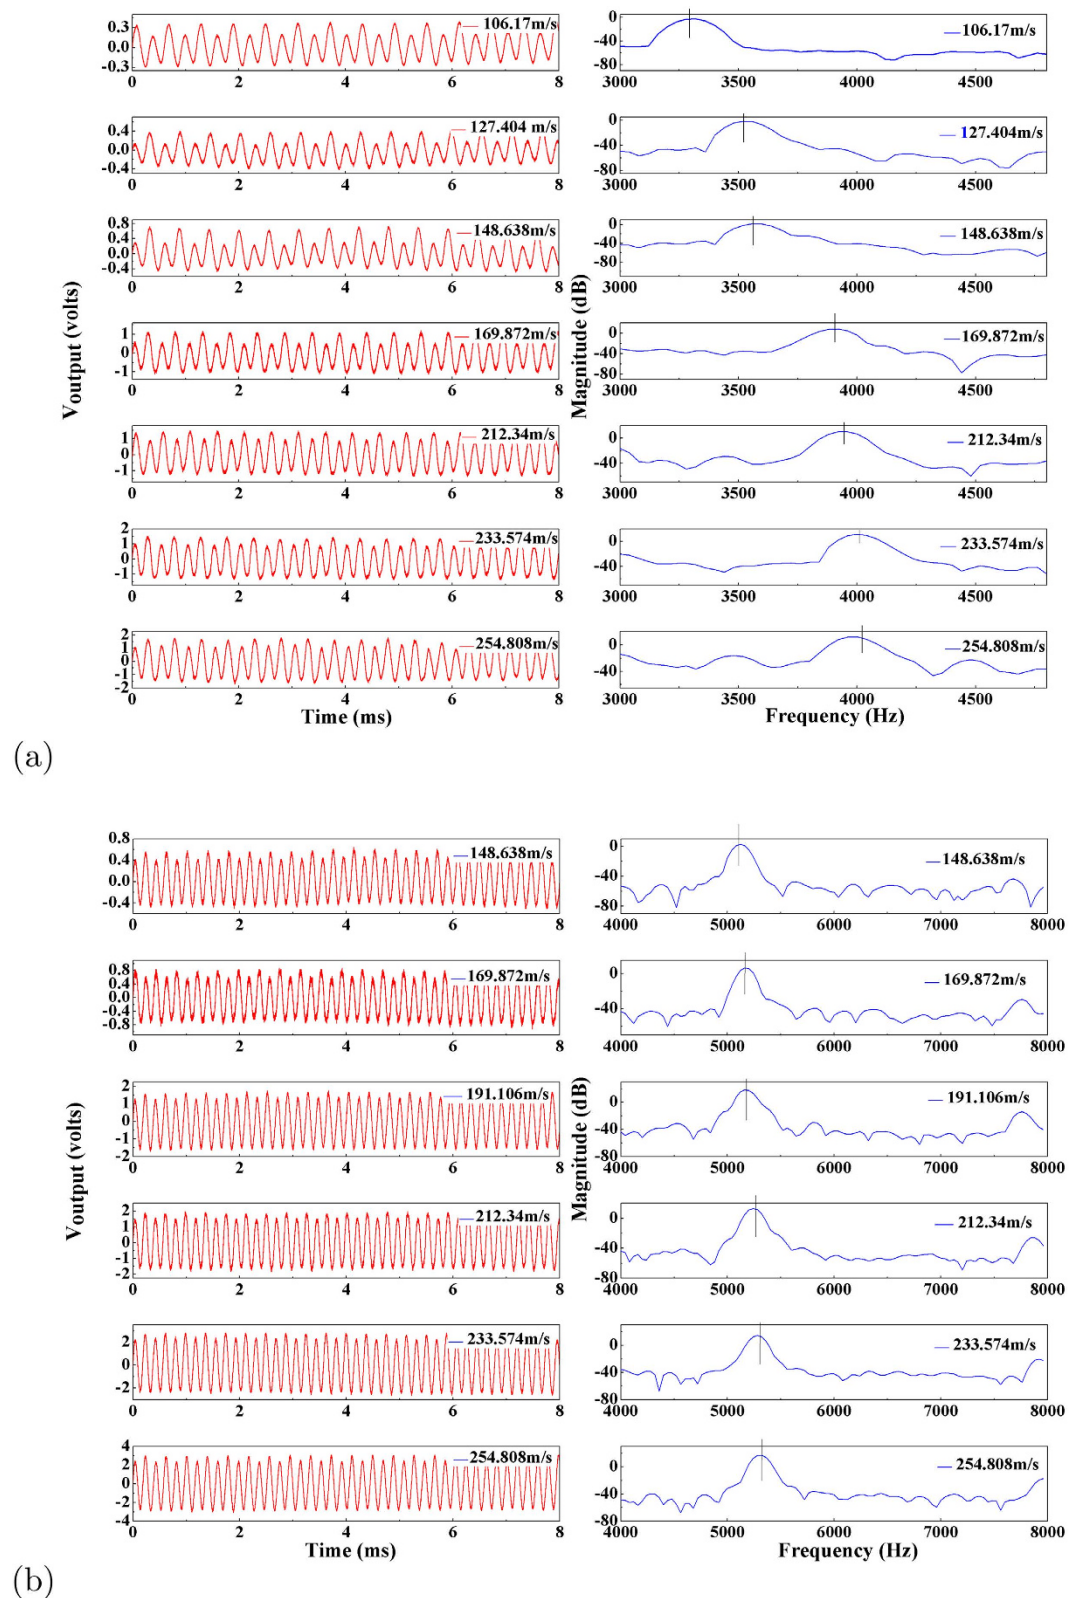 0.3
0.0
-0.3
106.17m/s
0 2 4 6 8
0
-40
-80
106.17m/s
3000 3500 4000 4500
0.4
0.0
-0.4
127.404 m/s
0 2 4 6 8
0
-40
-80
127.404m/s
3000 3500 4000 4500
0.8
0.4
0.0
-0.4
148.638m/s
0 2 4 6 8
0
-40
-80
148.638m/s
3000 3500 4000 4500
1
0
-1
169.872m/s
0 2 4 6 8
0
-40
-80
169.872m/s
3000 3500 4000 4500
1
0
-1
212.34m/s
0 2 4 6 8
0
-40
212.34m/s
3000 3500 4000 4500
2
1
0
-1
233.574m/s
0 2 4 6 8
0
-40
233.574m/s
3000 3500 4000 4500
2
1
0
-1
-2
254.808m/s
0 2 4 6 8
0
-40
254.808m/s
3000 3500 4000 4500
Voutput (volts)
Magnitude (dB)
Time (ms)
Frequency (Hz)
(a)
0.8
0.4
0.0
-0.4
148.638m/s
0 2 4 6 8
0
-40
-80
148.638m/s
4000 5000 6000 7000 8000
0.8
0.4
0.0
-0.4
-0.8
169.872m/s
0 2 4 6 8
0
-40
169.872m/s
4000 5000 6000 7000 8000
2
1
0
-1
-2
191.106m/s
0 2 4 6 8
0
-40
-80
191.106m/s
4000 5000 6000 7000 8000
2
1
0
-1
-2
212.34m/s
0 2 4 6 8
0
-40
-80
212.34m/s
4000 5000 6000 7000 8000
2
0
-2
233.574m/s
0 2 4 6 8
0
-40
-80
233.574m/s
4000 5000 6000 7000 8000
4
2
0
-2
-4
254.808m/s
0 2 4 6 8
0
-40
-80
254.808m/s
4000 5000 6000 7000 8000
Voutput (volts)
Magnitude (dB)
Time (ms)
Frequency (Hz)
(b)